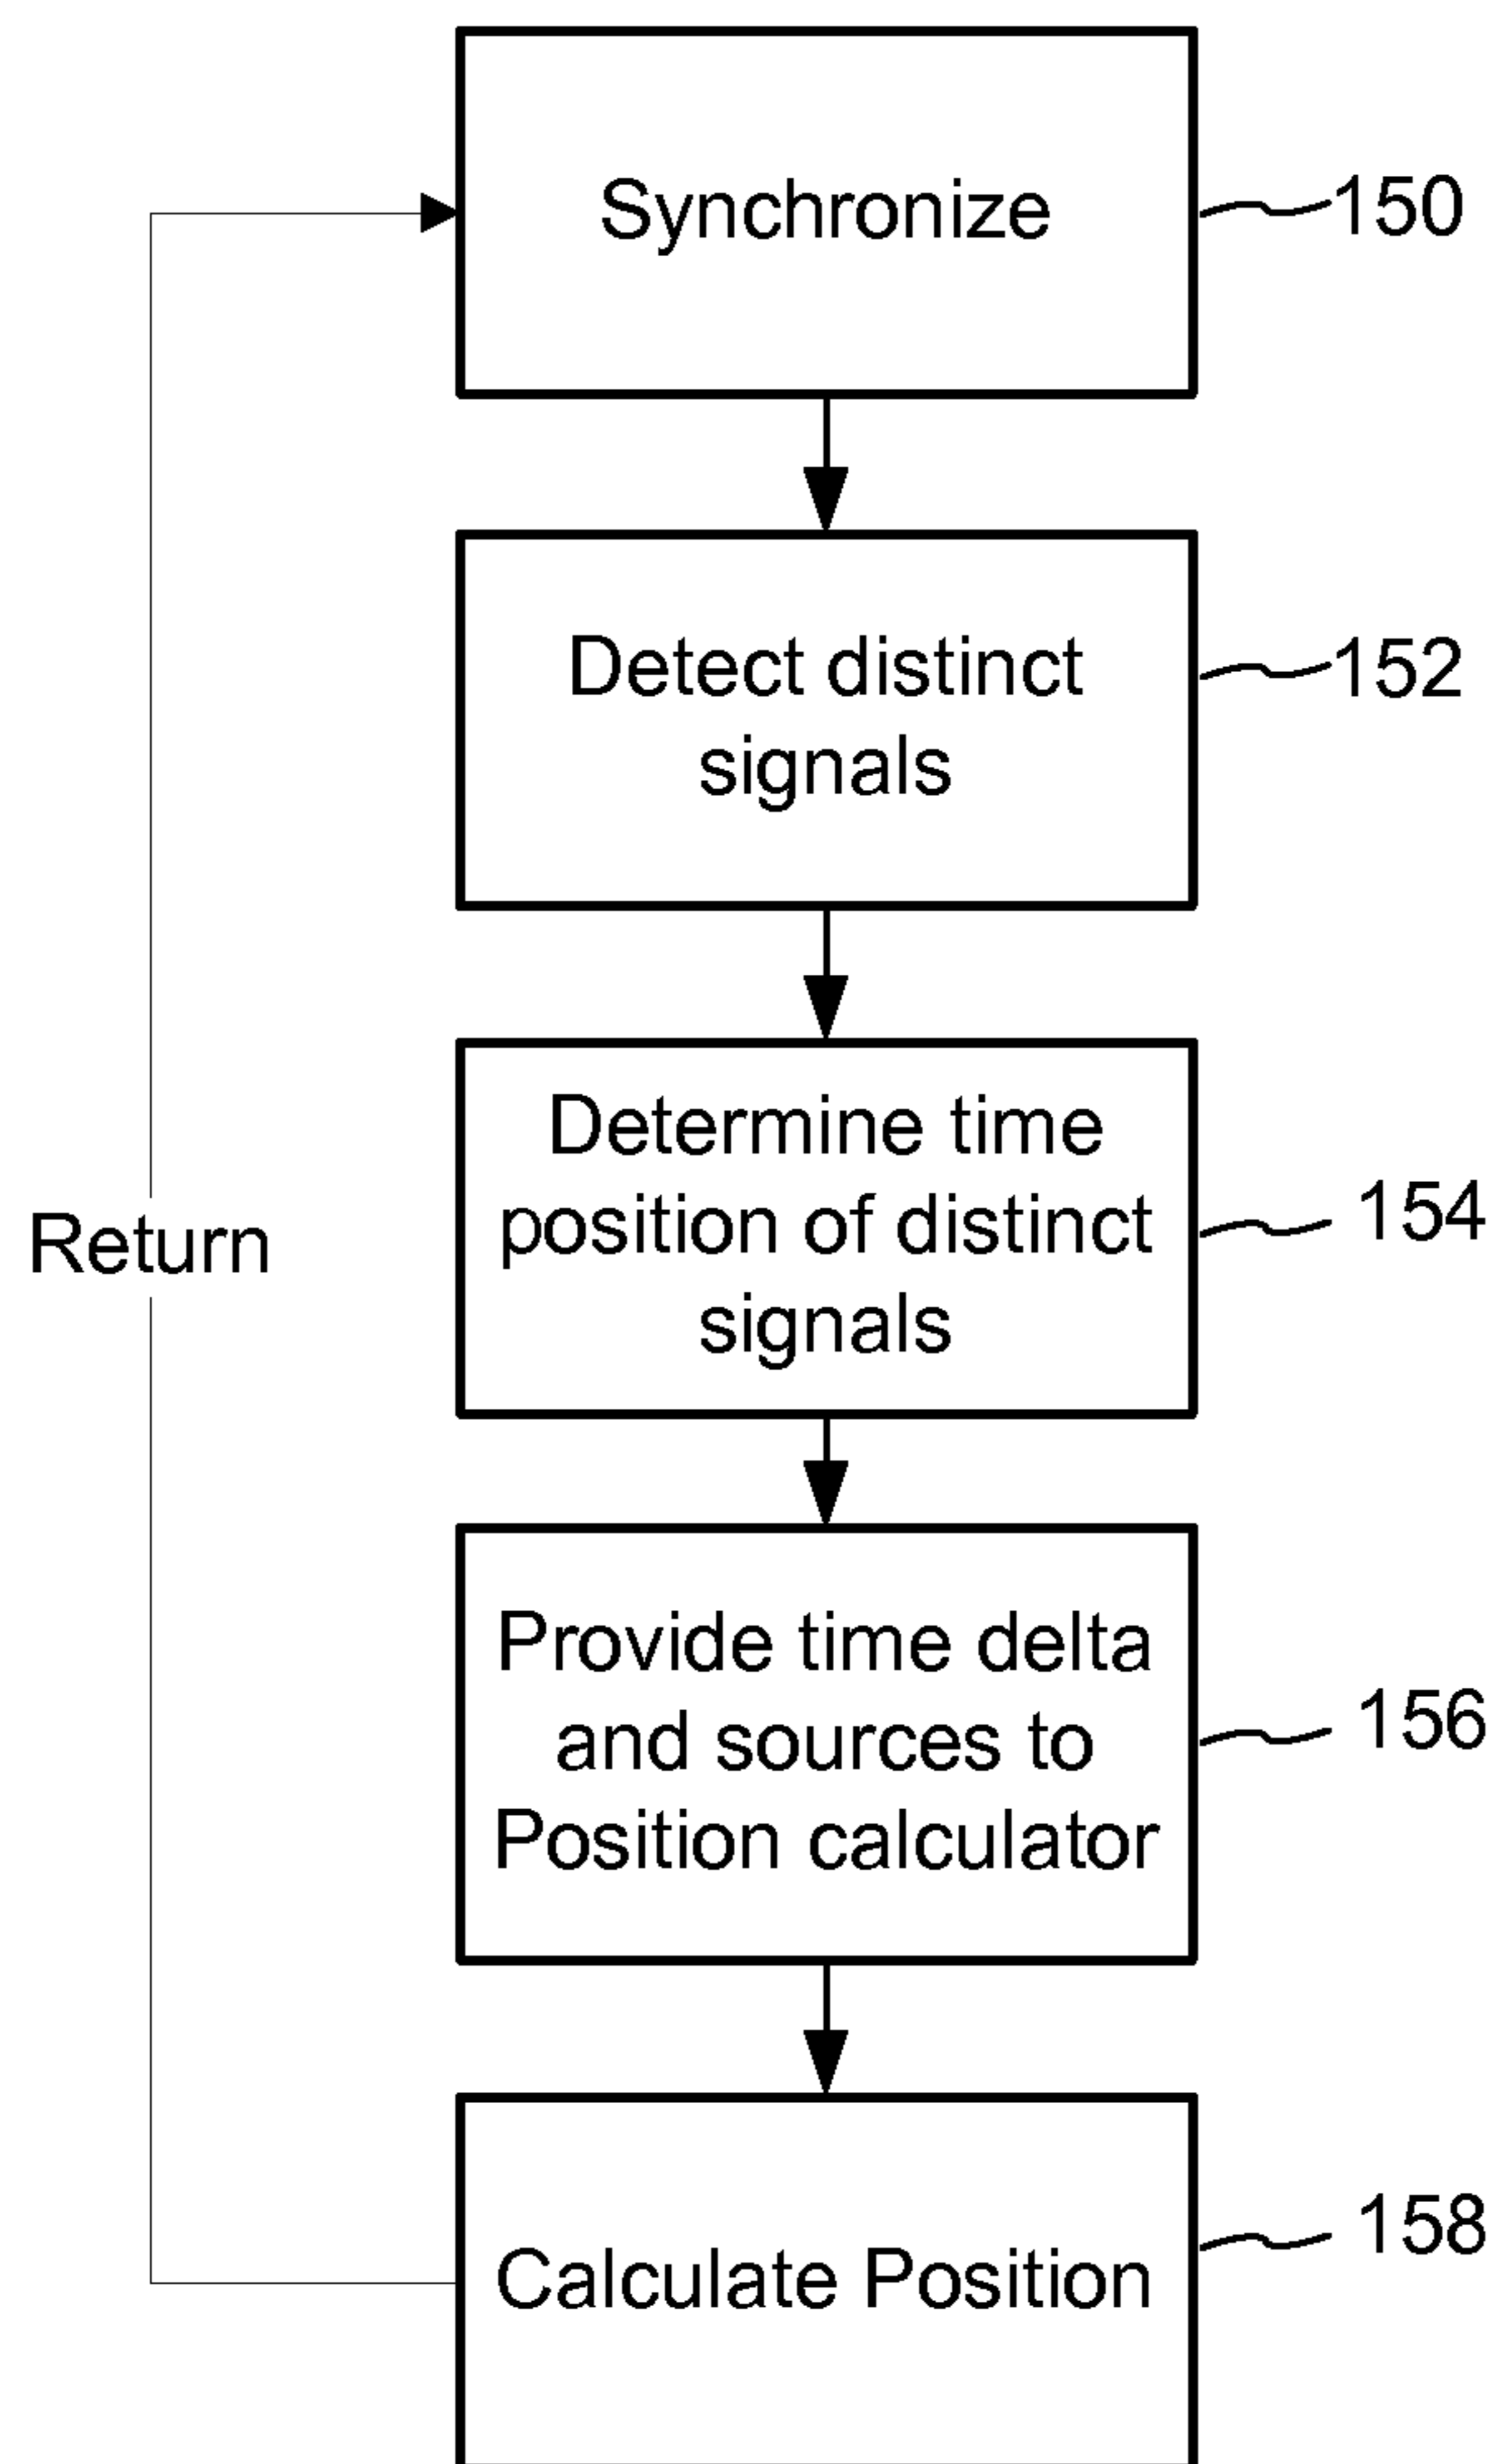 Synchronize
150
Detect distinct
signals
152
Determine time
position of distinct
signals
154
Return
Provide time delta
and sources to
Position calculator
156
Calculate Position
158